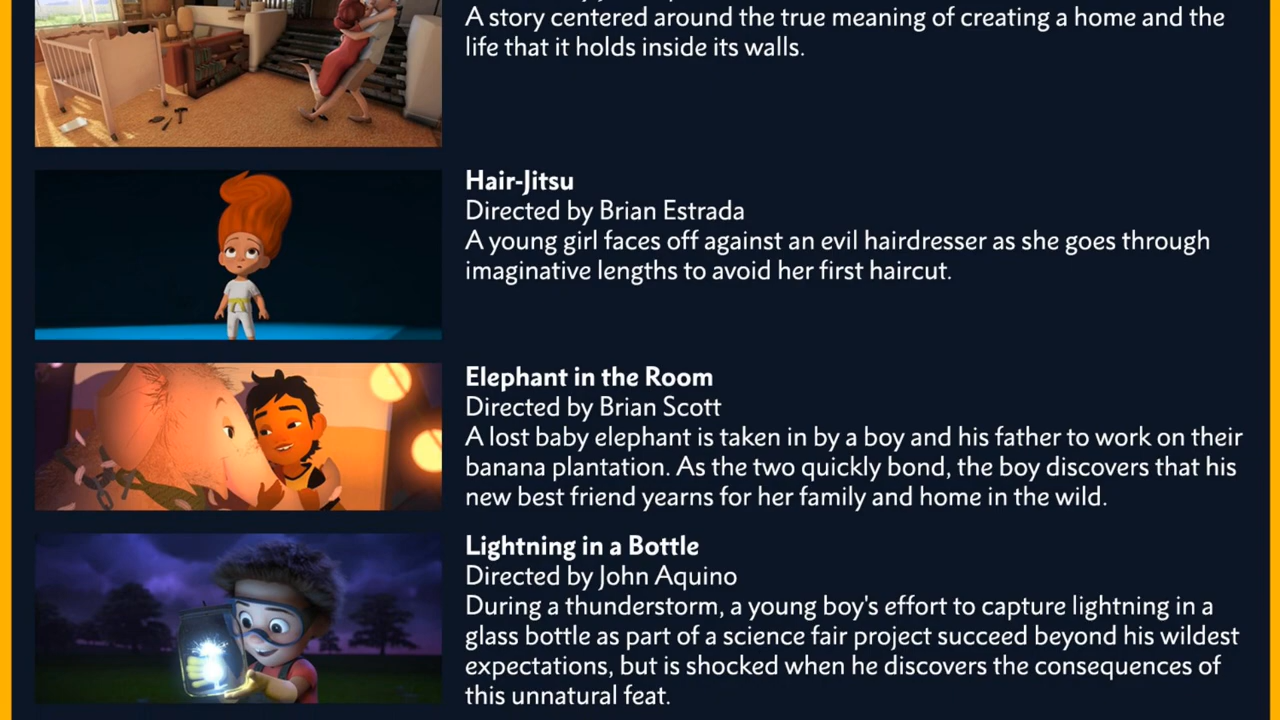 A story centered around the true meaning of creating a home and the
life that it holds inside its walls.
Hair-Jitsu
Directed by Brian Estrada
A young girl faces off against an evil hairdresser as she goes through
imaginative lengths to avoid her first haircut.
Elephant in the Room
Directed by Brian Scott
A lost baby elephant is taken in by a boy and his father to work on their
banana plantation. As the two quickly bond, the boy discovers that his
new best friend yearns for her family and home in the wild.
Lightning in a Bottle
Directed by John Aquino
During a thunderstorm, a young boy's effort to capture lightning in a
glass bottle as part of a science fair project succeed beyond his wildest
expectations, but is shocked when he discovers the consequences of
this unnatural feat.